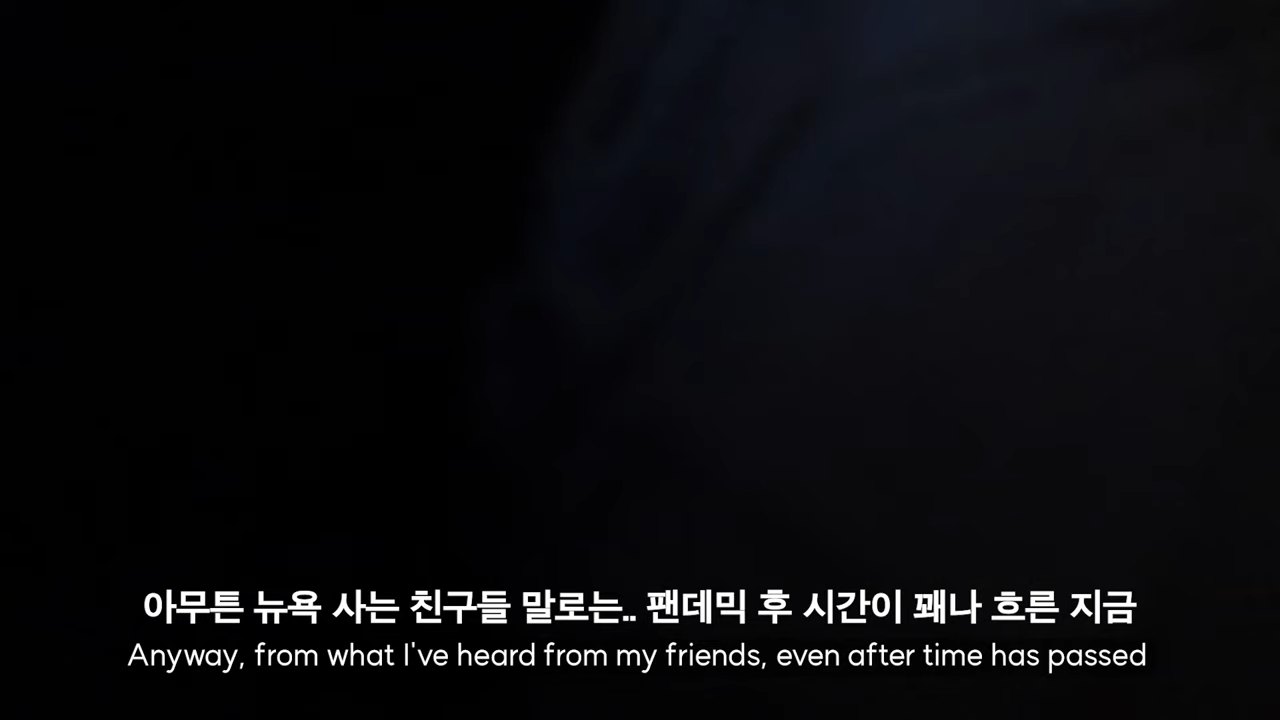 아무튼 뉴욕 사는 친구들 말로는.. 팬데믹 후 시간이 꽤나 흐른 지금
Anyway, from what I've heard from my friends, even after time has passed